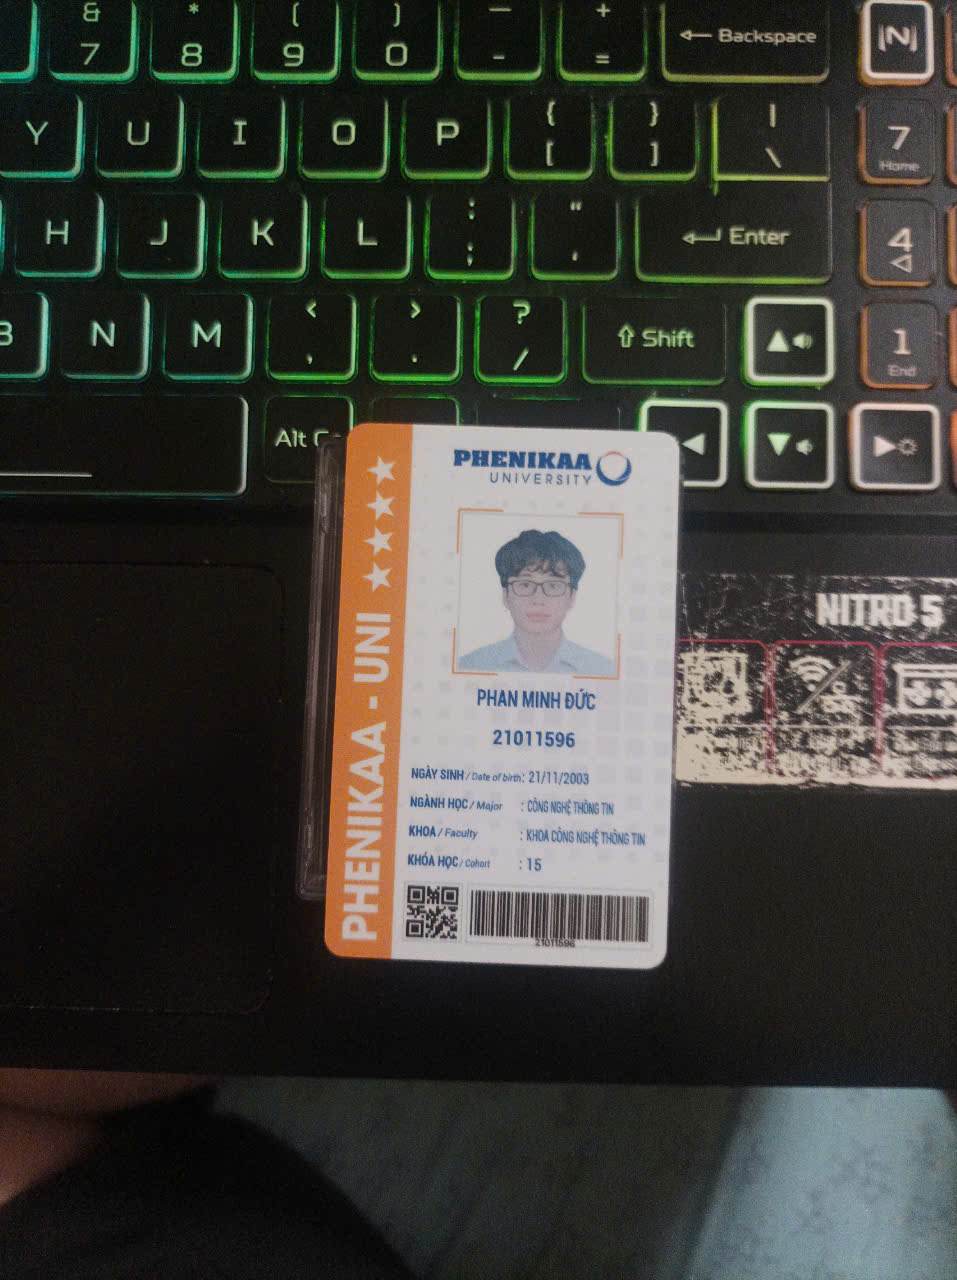 & * ( ) — +
7 8 9 0 - = ← Backspace N
{ } |
Y U I O P [ ] \ 7
Home
: "
H J K L ; ' ↵ Enter 4
< > ?
B N M , . / ⇧ Shift 1
End
Alt
NITRO 5
PHENIKAA
UNIVERSITY
PHENIKAA - UNI
PHAN MINH ĐỨC
21011596
NGÀY SINH / Date of birth: 21/11/2003
NGÀNH HỌC / Major : CÔNG NGHỆ THÔNG TIN
KHOA / Faculty : KHOA CÔNG NGHỆ THÔNG TIN
KHÓA HỌC / Cohort : 15
21011596